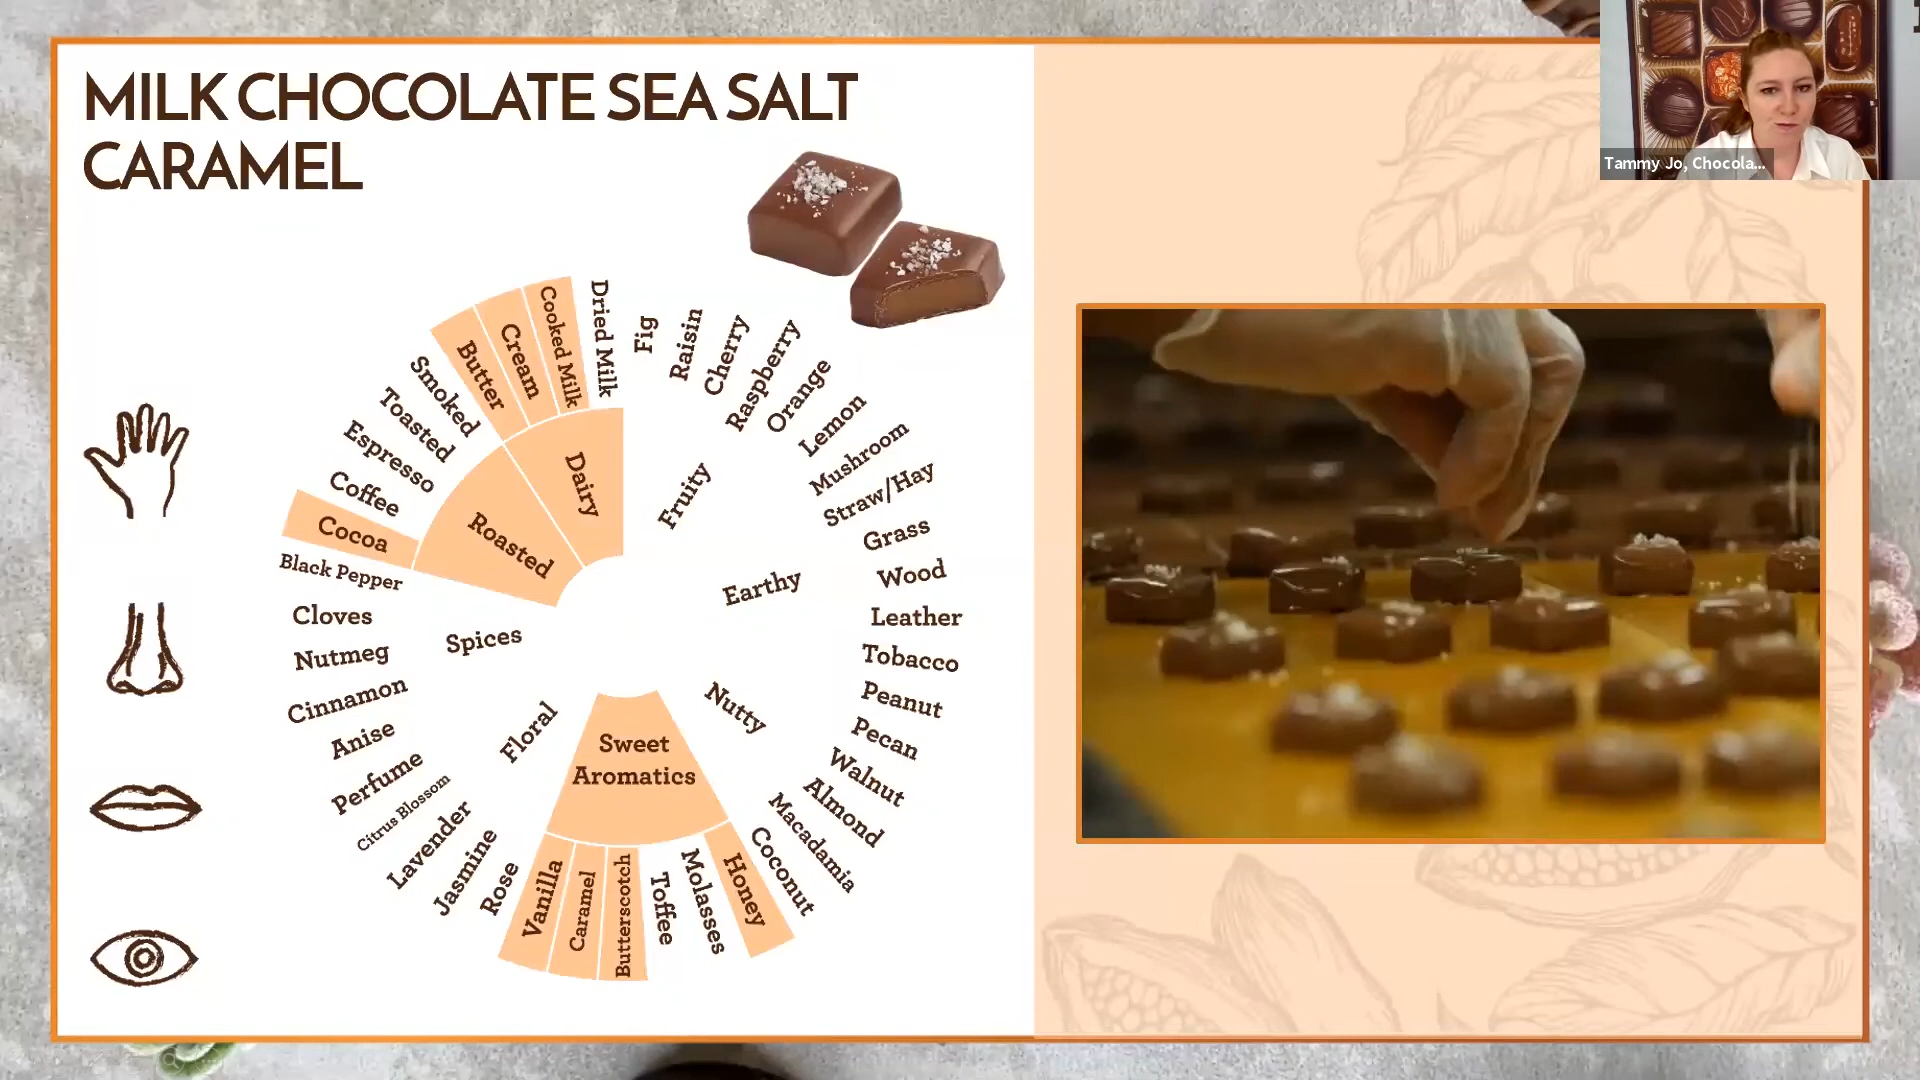 MILK CHOCOLATE SEA SALT
CARAMEL
Tammy Jo, Chocola...
Dairy
Butter
Cream
Cooked Milk
Dried Milk
Fruity
Fig
Raisin
Cherry
Raspberry
Orange
Lemon
Earthy
Mushroom
Straw/Hay
Grass
Wood
Leather
Tobacco
Nutty
Peanut
Pecan
Walnut
Almond
Macadamia
Coconut
Sweet
Aromatics
Honey
Molasses
Toffee
Butterscotch
Caramel
Vanilla
Floral
Rose
Jasmine
Lavender
Citrus Blossom
Perfume
Spices
Anise
Cinnamon
Nutmeg
Cloves
Black Pepper
Roasted
Cocoa
Coffee
Espresso
Toasted
Smoked